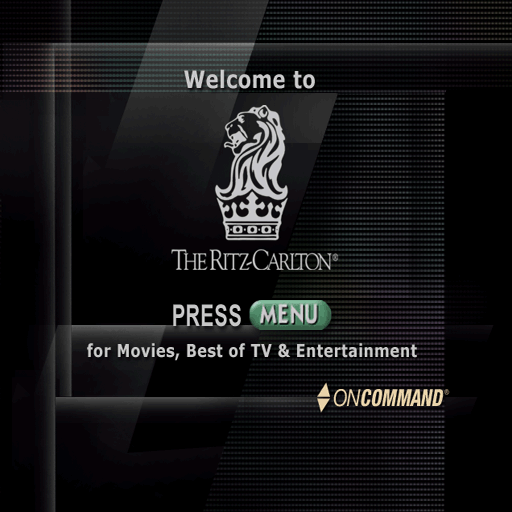 Welcome to
THE RITZ-CARLTON®
PRESS MENU
for Movies, Best of TV & Entertainment
ONCOMMAND®